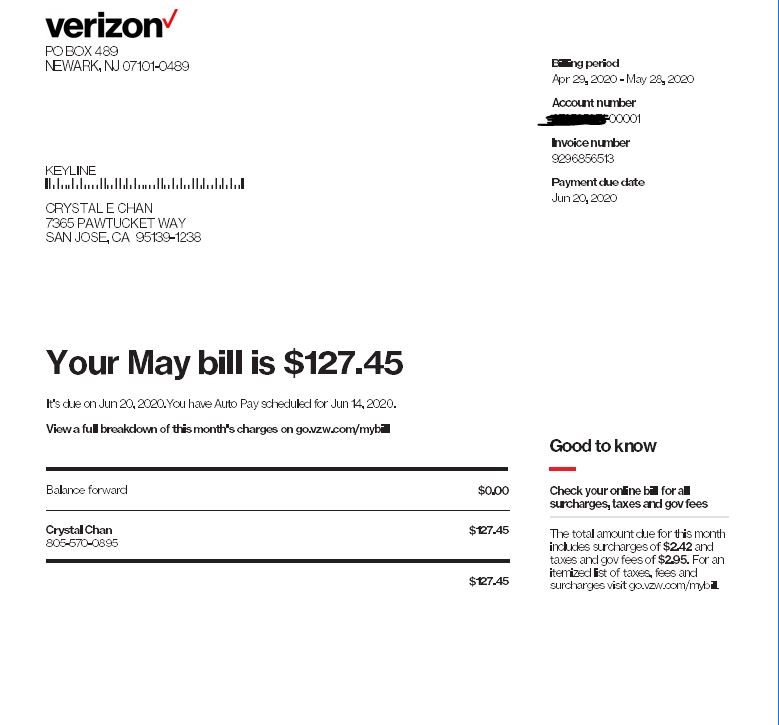 verizon
PO BOX 489
NEWARK, NJ 07101-0489
Billing period
Apr 29, 2020 - May 28, 2020
Account number
00001
Invoice number
9296856513
Payment due date
Jun 20, 2020
KEYLINE
CRYSTAL E CHAN
7365 PAWTUCKET WAY
SAN JOSE, CA 95139-1238
Your May bill is $127.45
It's due on Jun 20, 2020.You have Auto Pay scheduled for Jun 14, 2020.
View a full breakdown of this month's charges on go.vzw.com/mybill
Balance forward $0.00
Crystal Chan $127.45
805-570-0895
$127.45
Good to know
Check your online bill for all
surcharges, taxes and gov fees
The total amount due for this month
includes surcharges of $2.42 and
taxes and gov fees of $2.95. For an
itemized list of taxes, fees and
surcharges visit go.vzw.com/mybill.